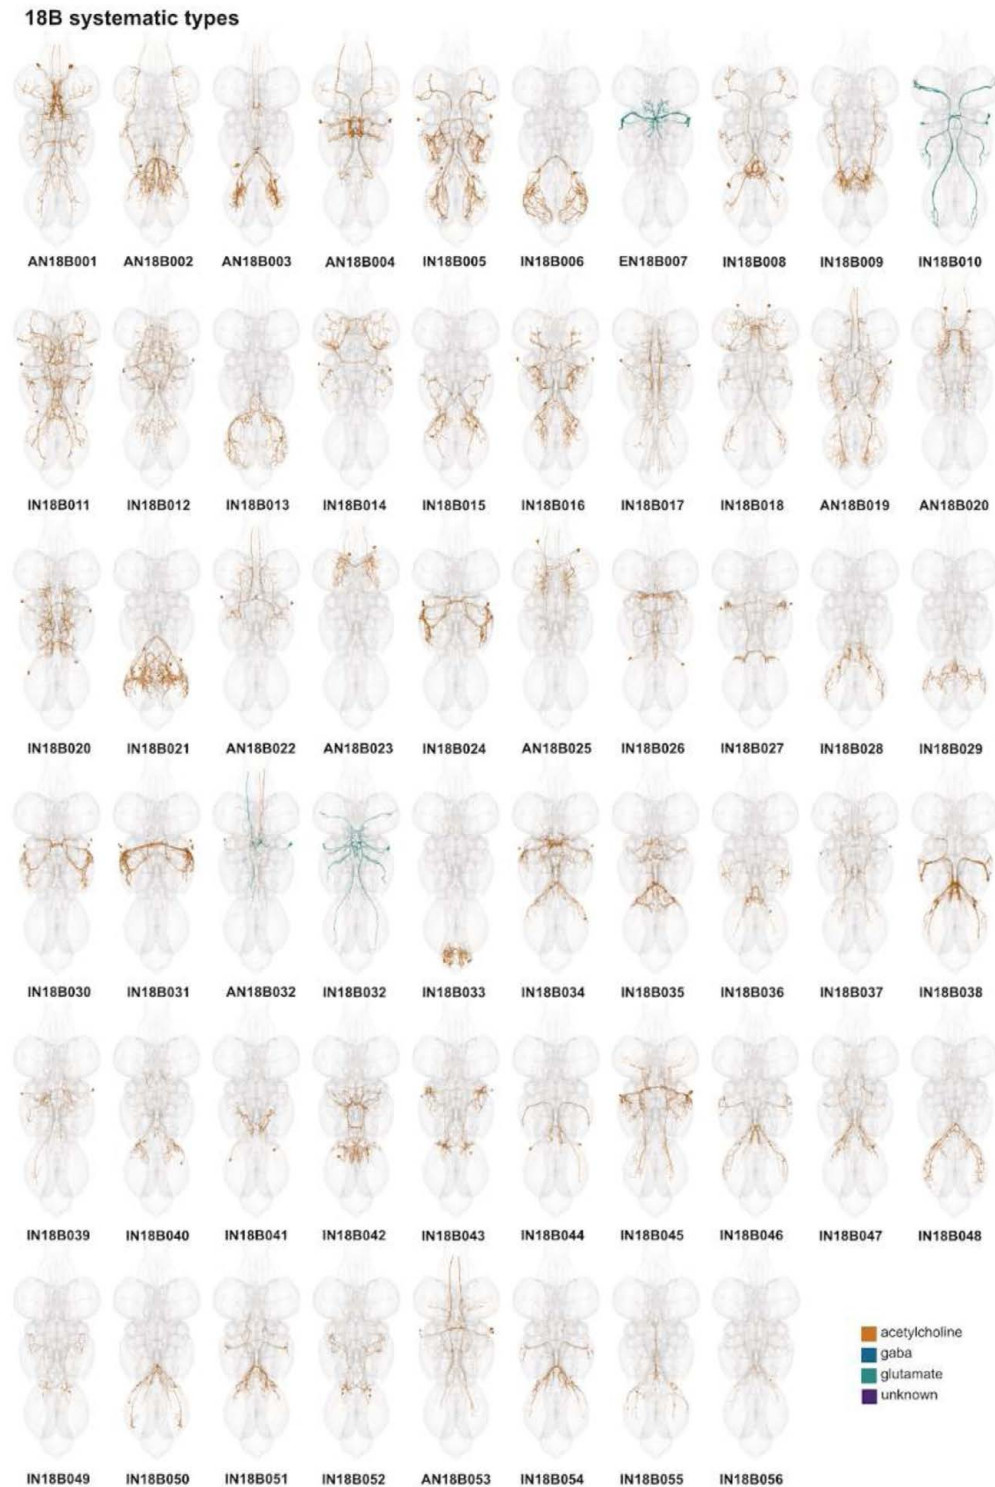 18B systematic types
AN18B001 AN18B002 AN18B003 AN18B004 IN18B005 IN18B006 EN18B007 IN18B008 IN18B009 IN18B010
IN18B011 IN18B012 IN18B013 IN18B014 IN18B015 IN18B016 IN18B017 IN18B018 AN18B019 AN18B020
IN18B020 IN18B021 AN18B022 AN18B023 IN18B024 AN18B025 IN18B026 IN18B027 IN18B028 IN18B029
IN18B030 IN18B031 AN18B032 IN18B032 IN18B033 IN18B034 IN18B035 IN18B036 IN18B037 IN18B038
IN18B039 IN18B040 IN18B041 IN18B042 IN18B043 IN18B044 IN18B045 IN18B046 IN18B047 IN18B048
acetylcholine
gaba
glutamate
unknown
IN18B049 IN18B050 IN18B051 IN18B052 AN18B053 IN18B054 IN18B055 IN18B056